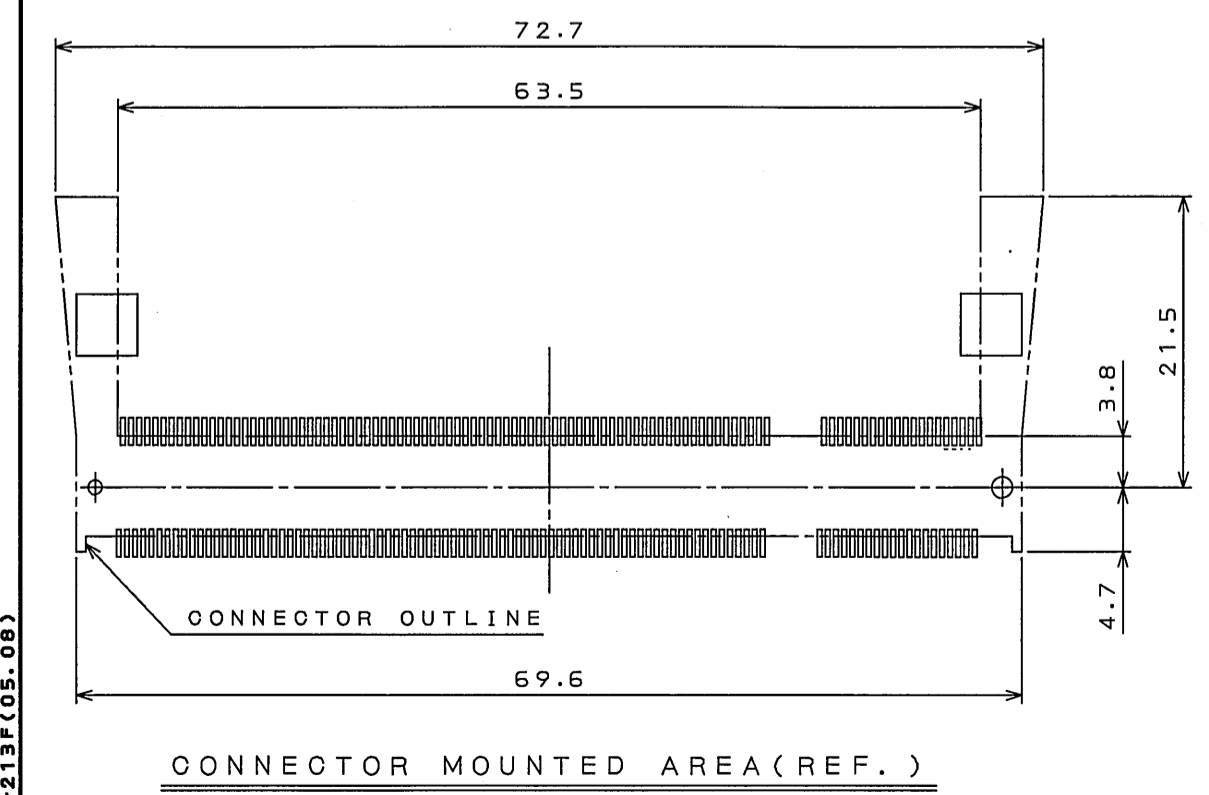 72.7
63.5
21.5
3.8
4.7
CONNECTOR OUTLINE
69.6
CONNECTOR MOUNTED AREA(REF. )
213F(05.08)